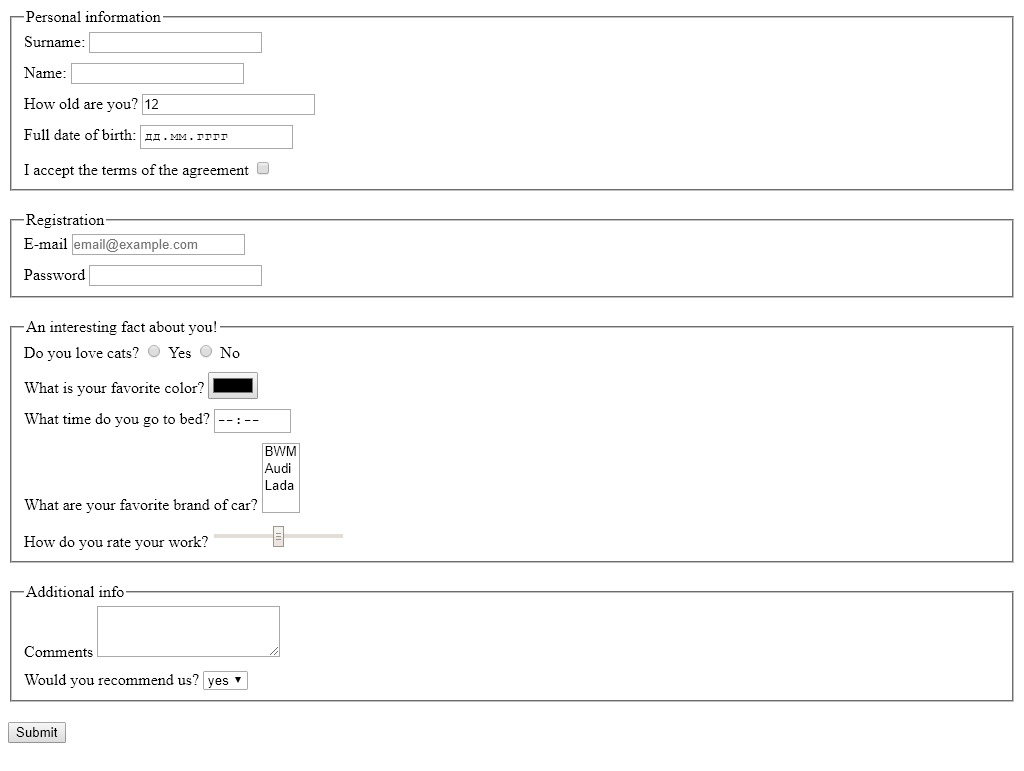 Personal information
Surname:
Name:
How old are you? 12
Full date of birth: дд.мм.гггг
I accept the terms of the agreement
Registration
E-mail email@example.com
Password
An interesting fact about you!
Do you love cats? Yes No
What is your favorite color?
What time do you go to bed? --:--
BWM
Audi
Lada
What are your favorite brand of car?
How do you rate your work?
Additional info
Comments
Would you recommend us? yes
Submit